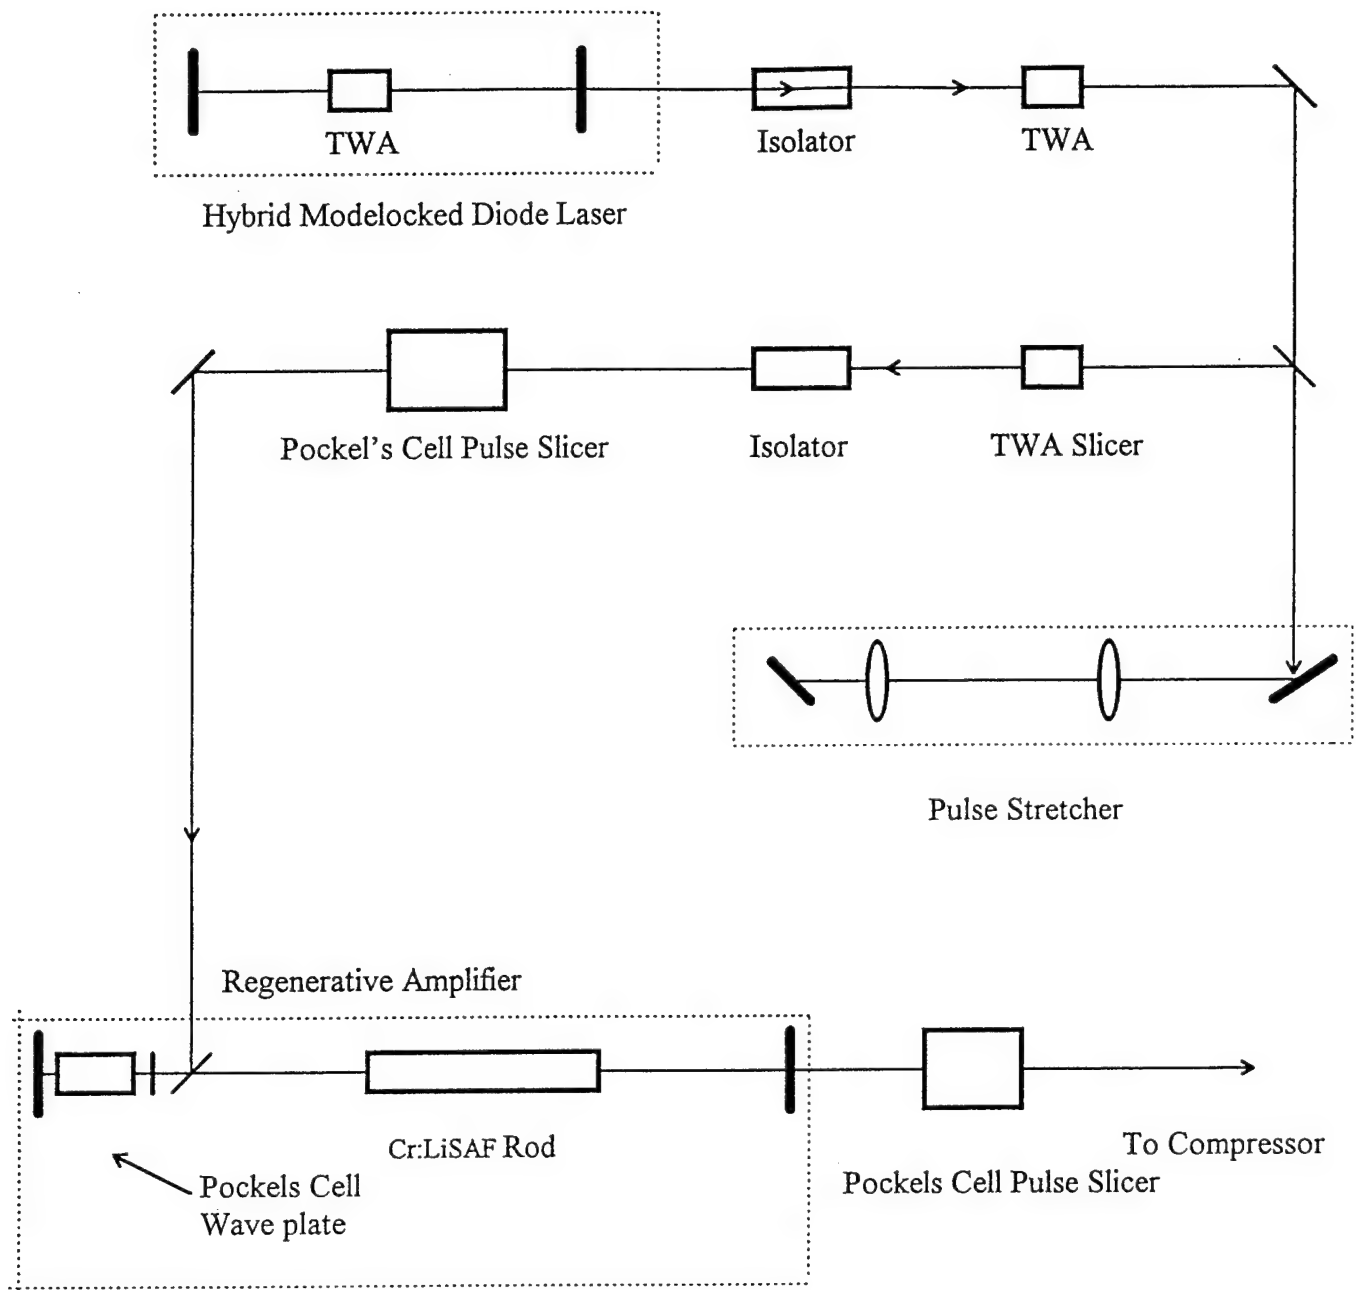 TWA
Isolator
TWA
Hybrid Modelocked Diode Laser
Pockel's Cell Pulse Slicer
Isolator
TWA Slicer
Pulse Stretcher
Regenerative Amplifier
Cr:LiSAF Rod
To Compressor
Pockels Cell
Wave plate
Pockels Cell Pulse Slicer